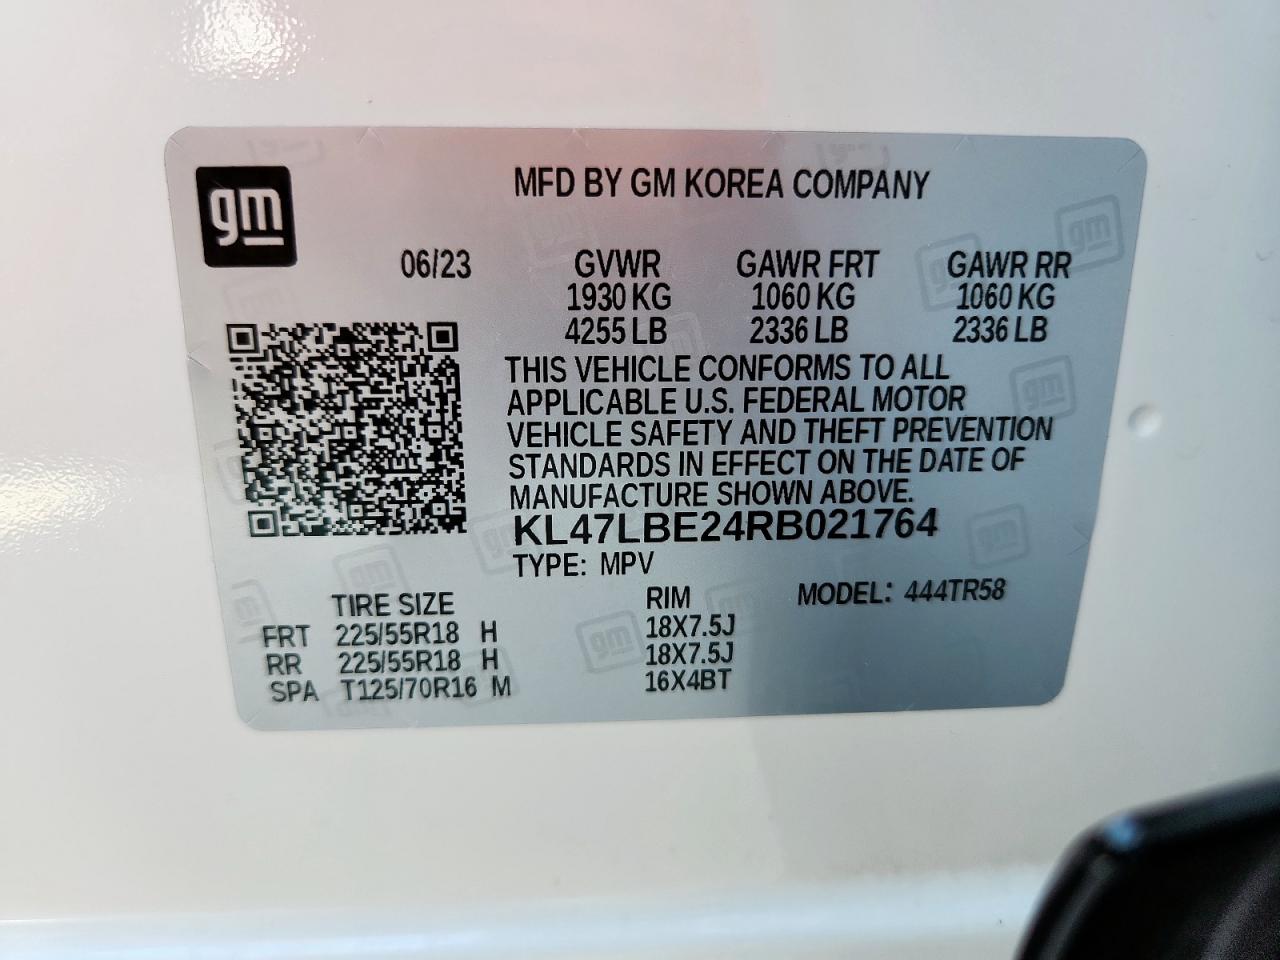 gm
MFD BY GM KOREA COMPANY
06/23 GVWR GAWR FRT GAWR RR
1930 KG 1060 KG 1060 KG
4255 LB 2336 LB 2336 LB
THIS VEHICLE CONFORMS TO ALL
APPLICABLE U.S. FEDERAL MOTOR
VEHICLE SAFETY AND THEFT PREVENTION
STANDARDS IN EFFECT ON THE DATE OF
MANUFACTURE SHOWN ABOVE.
KL47LBE24RB021764
TYPE: MPV
TIRE SIZE RIM MODEL: 444TR58
FRT 225/55R18 H 18X7.5J
RR 225/55R18 H 18X7.5J
SPA T125/70R16 M 16X4BT